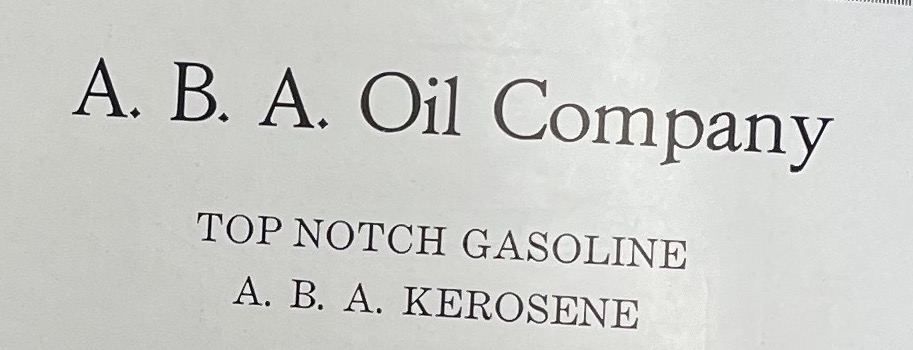 A. B. A. Oil Company
TOP NOTCH GASOLINE
A. B. A. KEROSENE